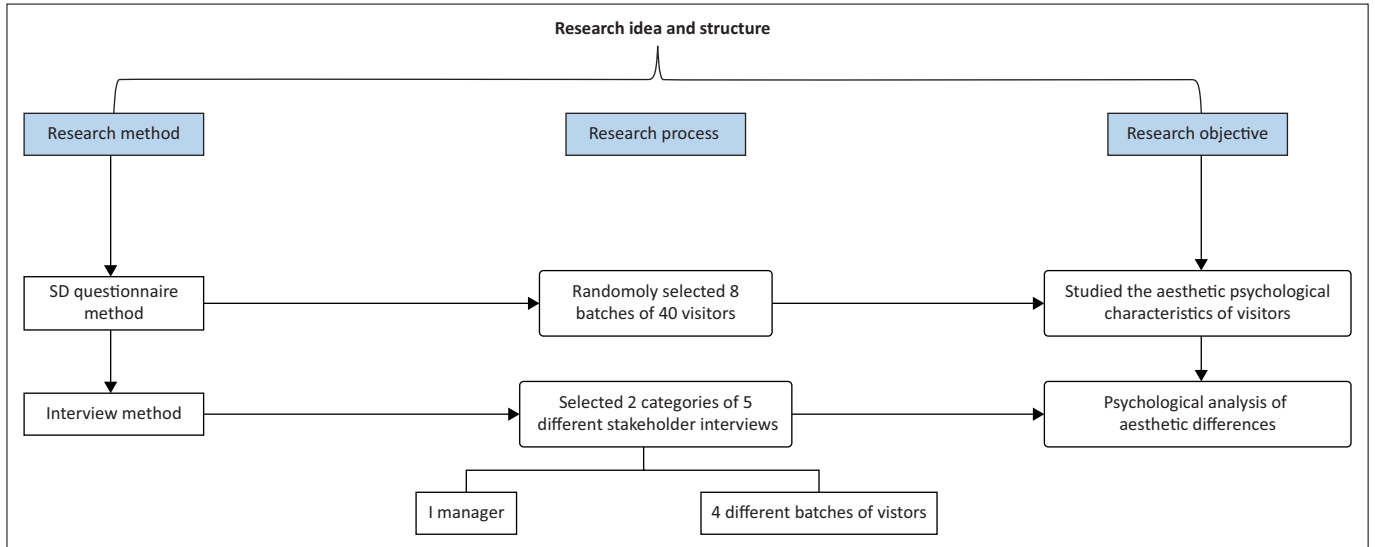 Research idea and structure
Research method
Research process
Research objective
SD questionnaire
method
Randomoly selected 8
batches of 40 visitors
Studied the aesthetic psychological
characteristics of visitors
Interview method
Selected 2 categories of 5
different stakeholder interviews
Psychological analysis of
aesthetic differences
I manager
4 different batches of vistors